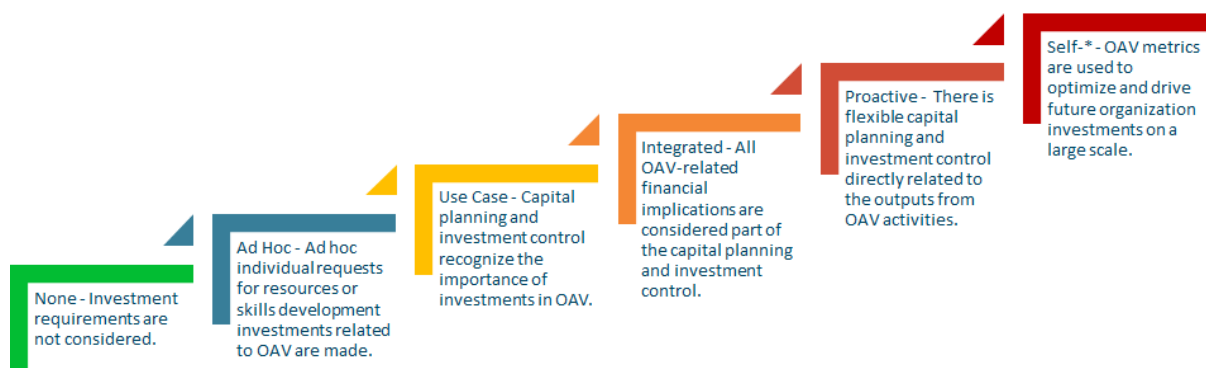 None - Investment
requirements are
not considered.
Ad Hoc - Ad hoc
individual requests
for resources or
skills development
investments related
to OAV are made.
Use Case - Capital
planning and
investment control
recognize the
importance of
investments in OAV.
Integrated - All
OAV-related
financial
implications are
considered part of
the capital planning
and investment
control.
Proactive -  There is
flexible capital
planning and
investment control
directly related to
the outputs from
OAV activities.
Self-* - OAV metrics
are used to
optimize and drive
future organization
investments on a
large scale.